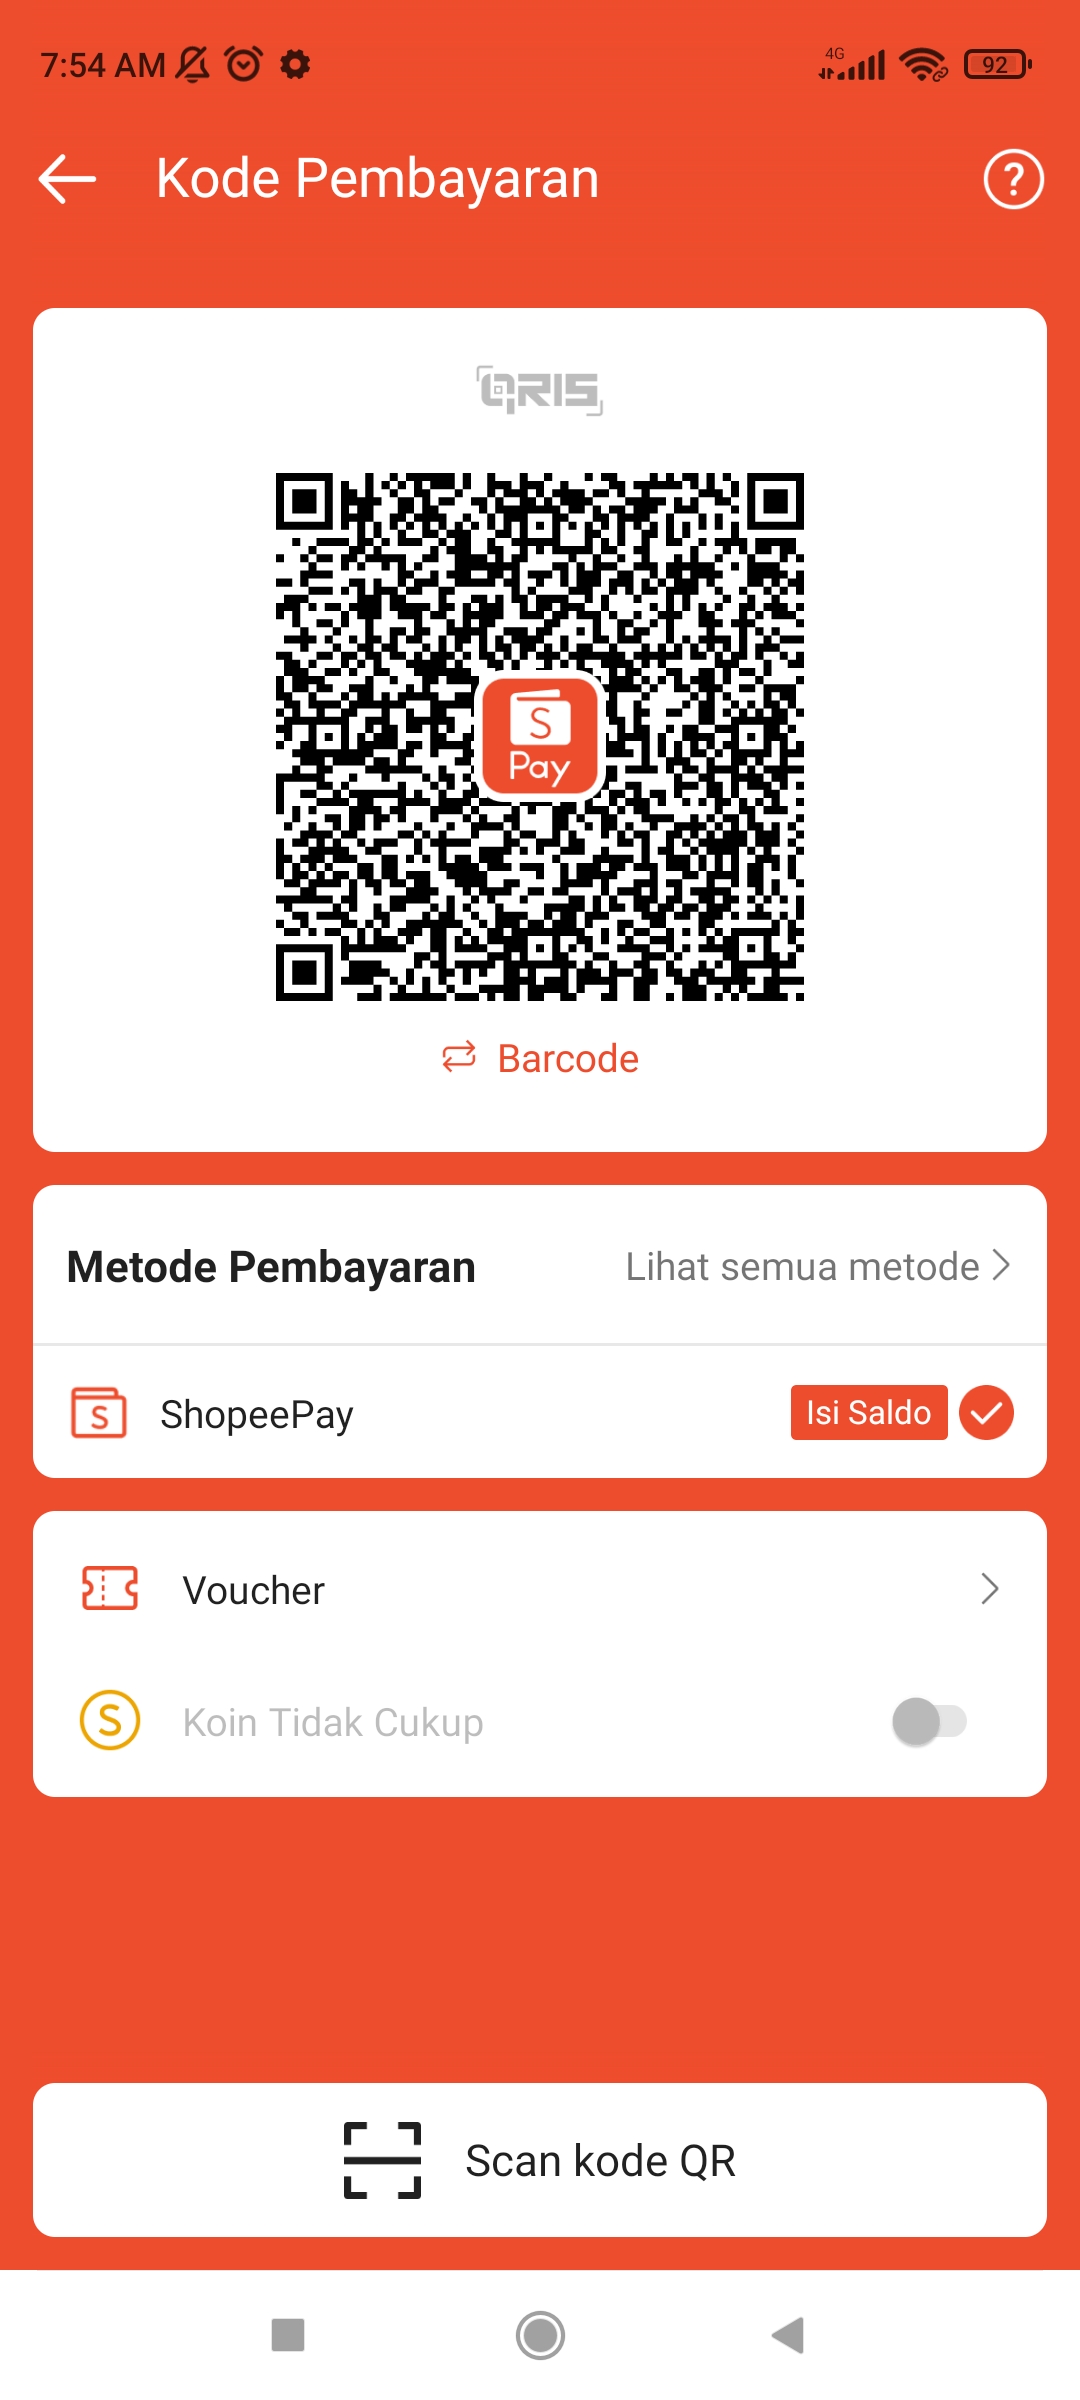 7:54 AM 4G 92
Kode Pembayaran ?
QRIS
S
Pay
Barcode
Metode Pembayaran Lihat semua metode
S ShopeePay Isi Saldo
Voucher
S Koin Tidak Cukup
Scan kode QR